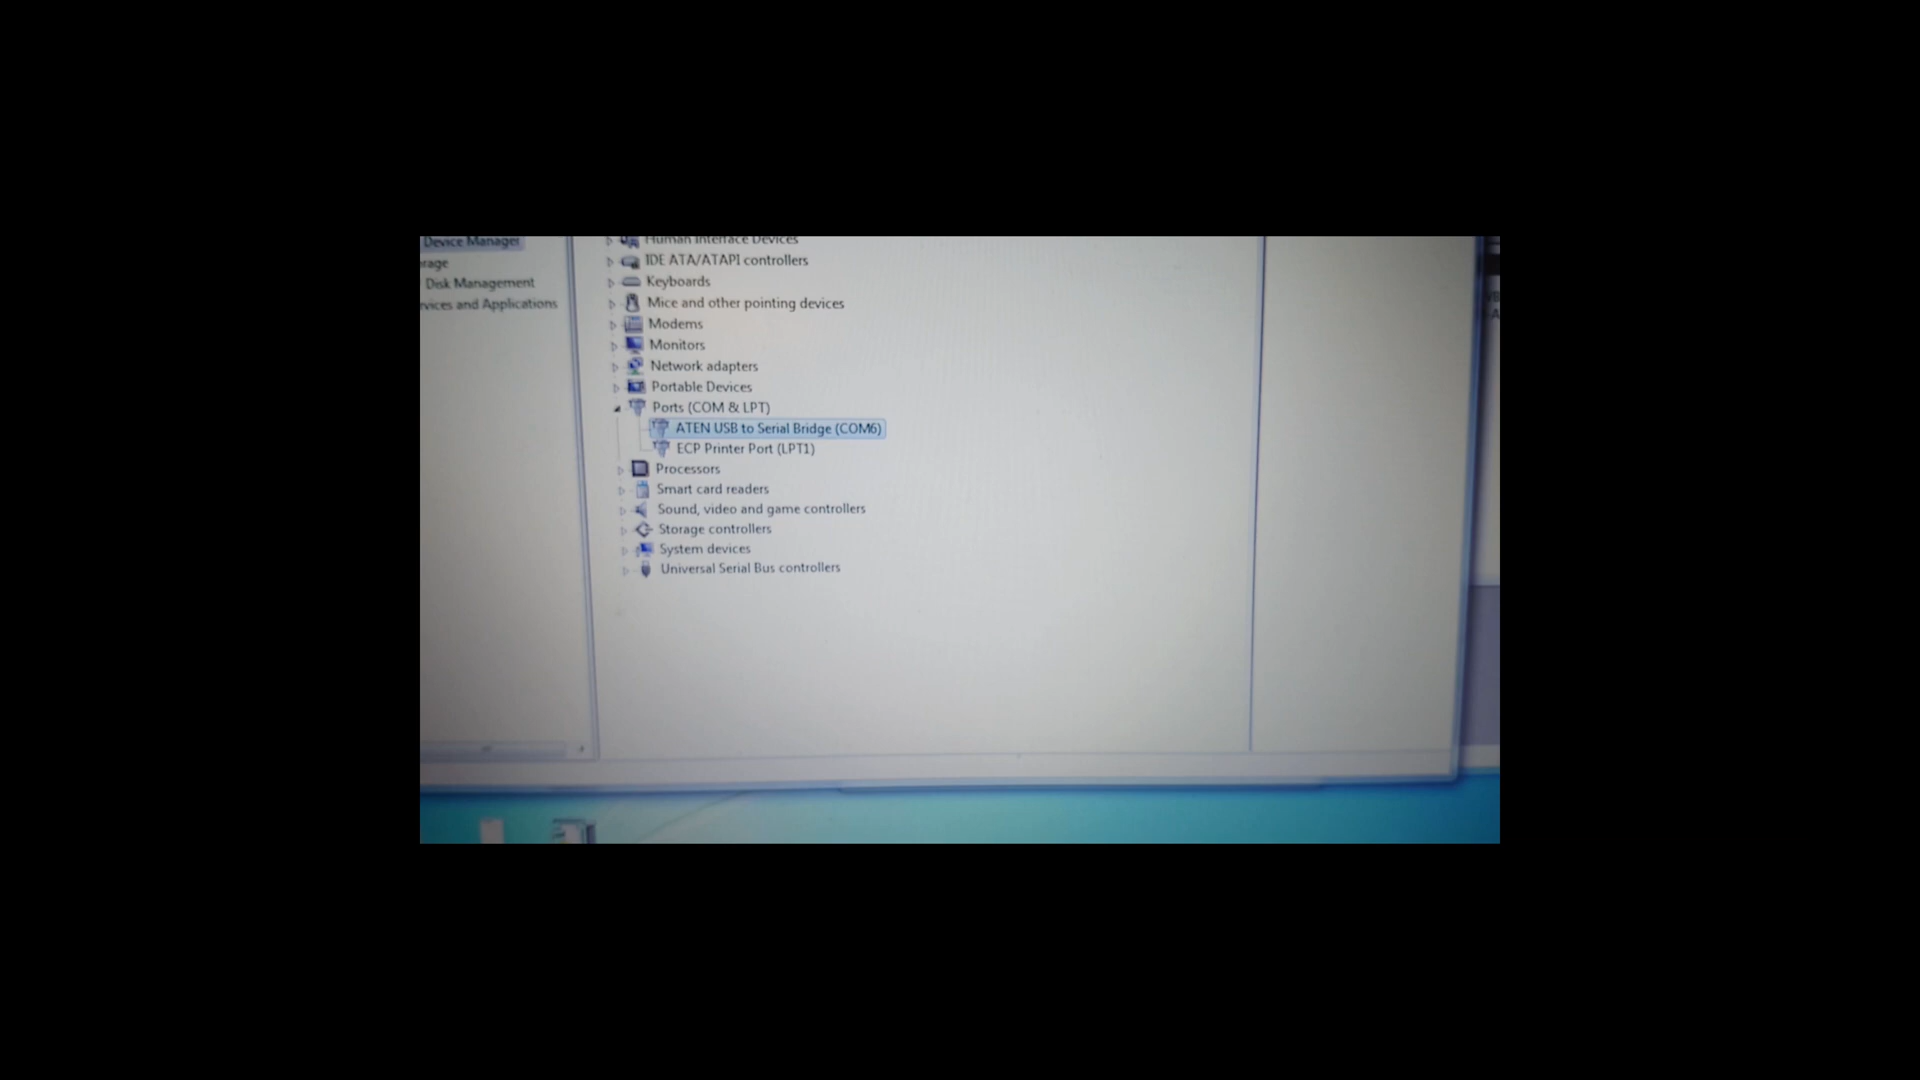 Device Manager
Disk Management
and Applications
Human Interface Devices
IDE ATA/ATAPI controllers
Keyboards
Mice and other pointing devices
Modems
Monitors
Network adapters
Portable Devices
Ports (COM & LPT)
ATEN USB to Serial Bridge (COM6)
ECP Printer Port (LPT1)
Processors
Smart card readers
Sound, video and game controllers
Storage controllers
System devices
Universal Serial Bus controllers